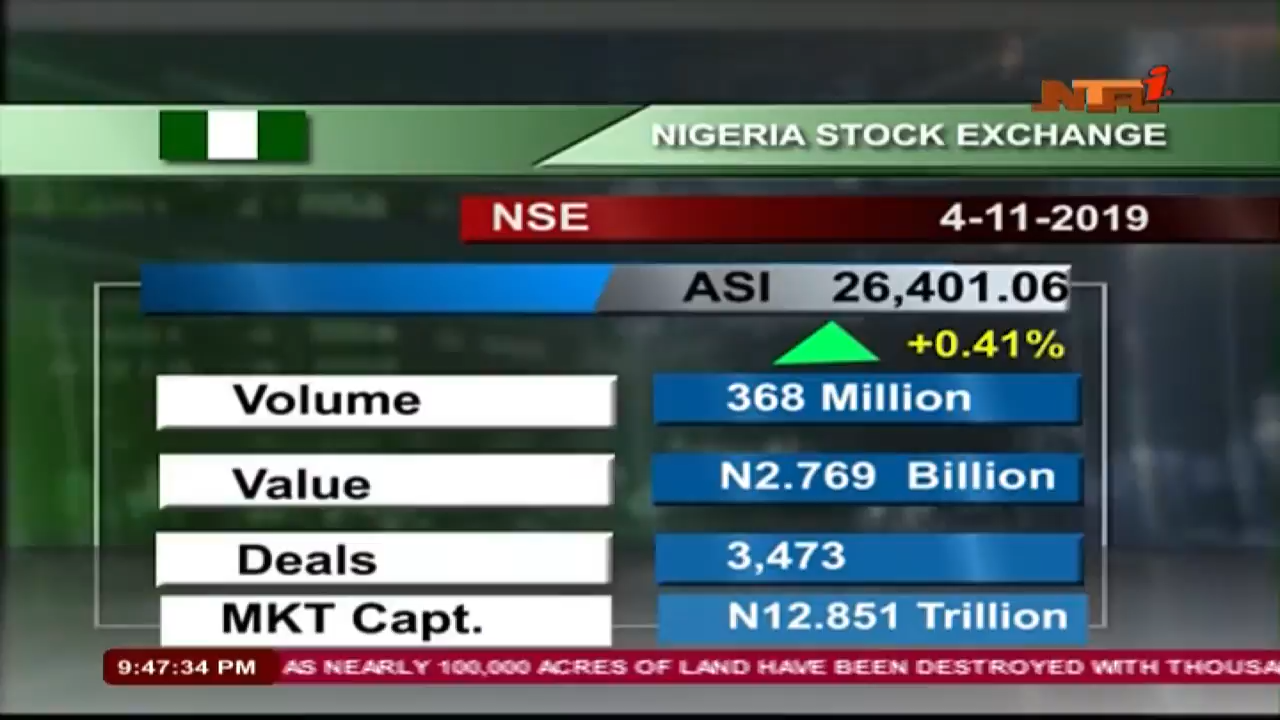 NTAi
NIGERIA STOCK EXCHANGE
NSE 4-11-2019
ASI 26,401.06
+0.41%
Volume 368 Million
Value N2.769 Billion
Deals 3,473
MKT Capt. N12.851 Trillion
9:47:34 PM AS NEARLY 100,000 ACRES OF LAND HAVE BEEN DESTROYED WITH THOUSA